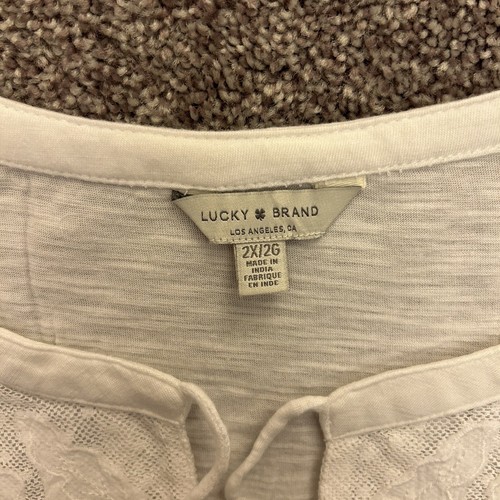 LUCKY BRAND
LOS ANGELES, CA
2X/2G
MADE IN
INDIA
FABRIQUE
EN INDE